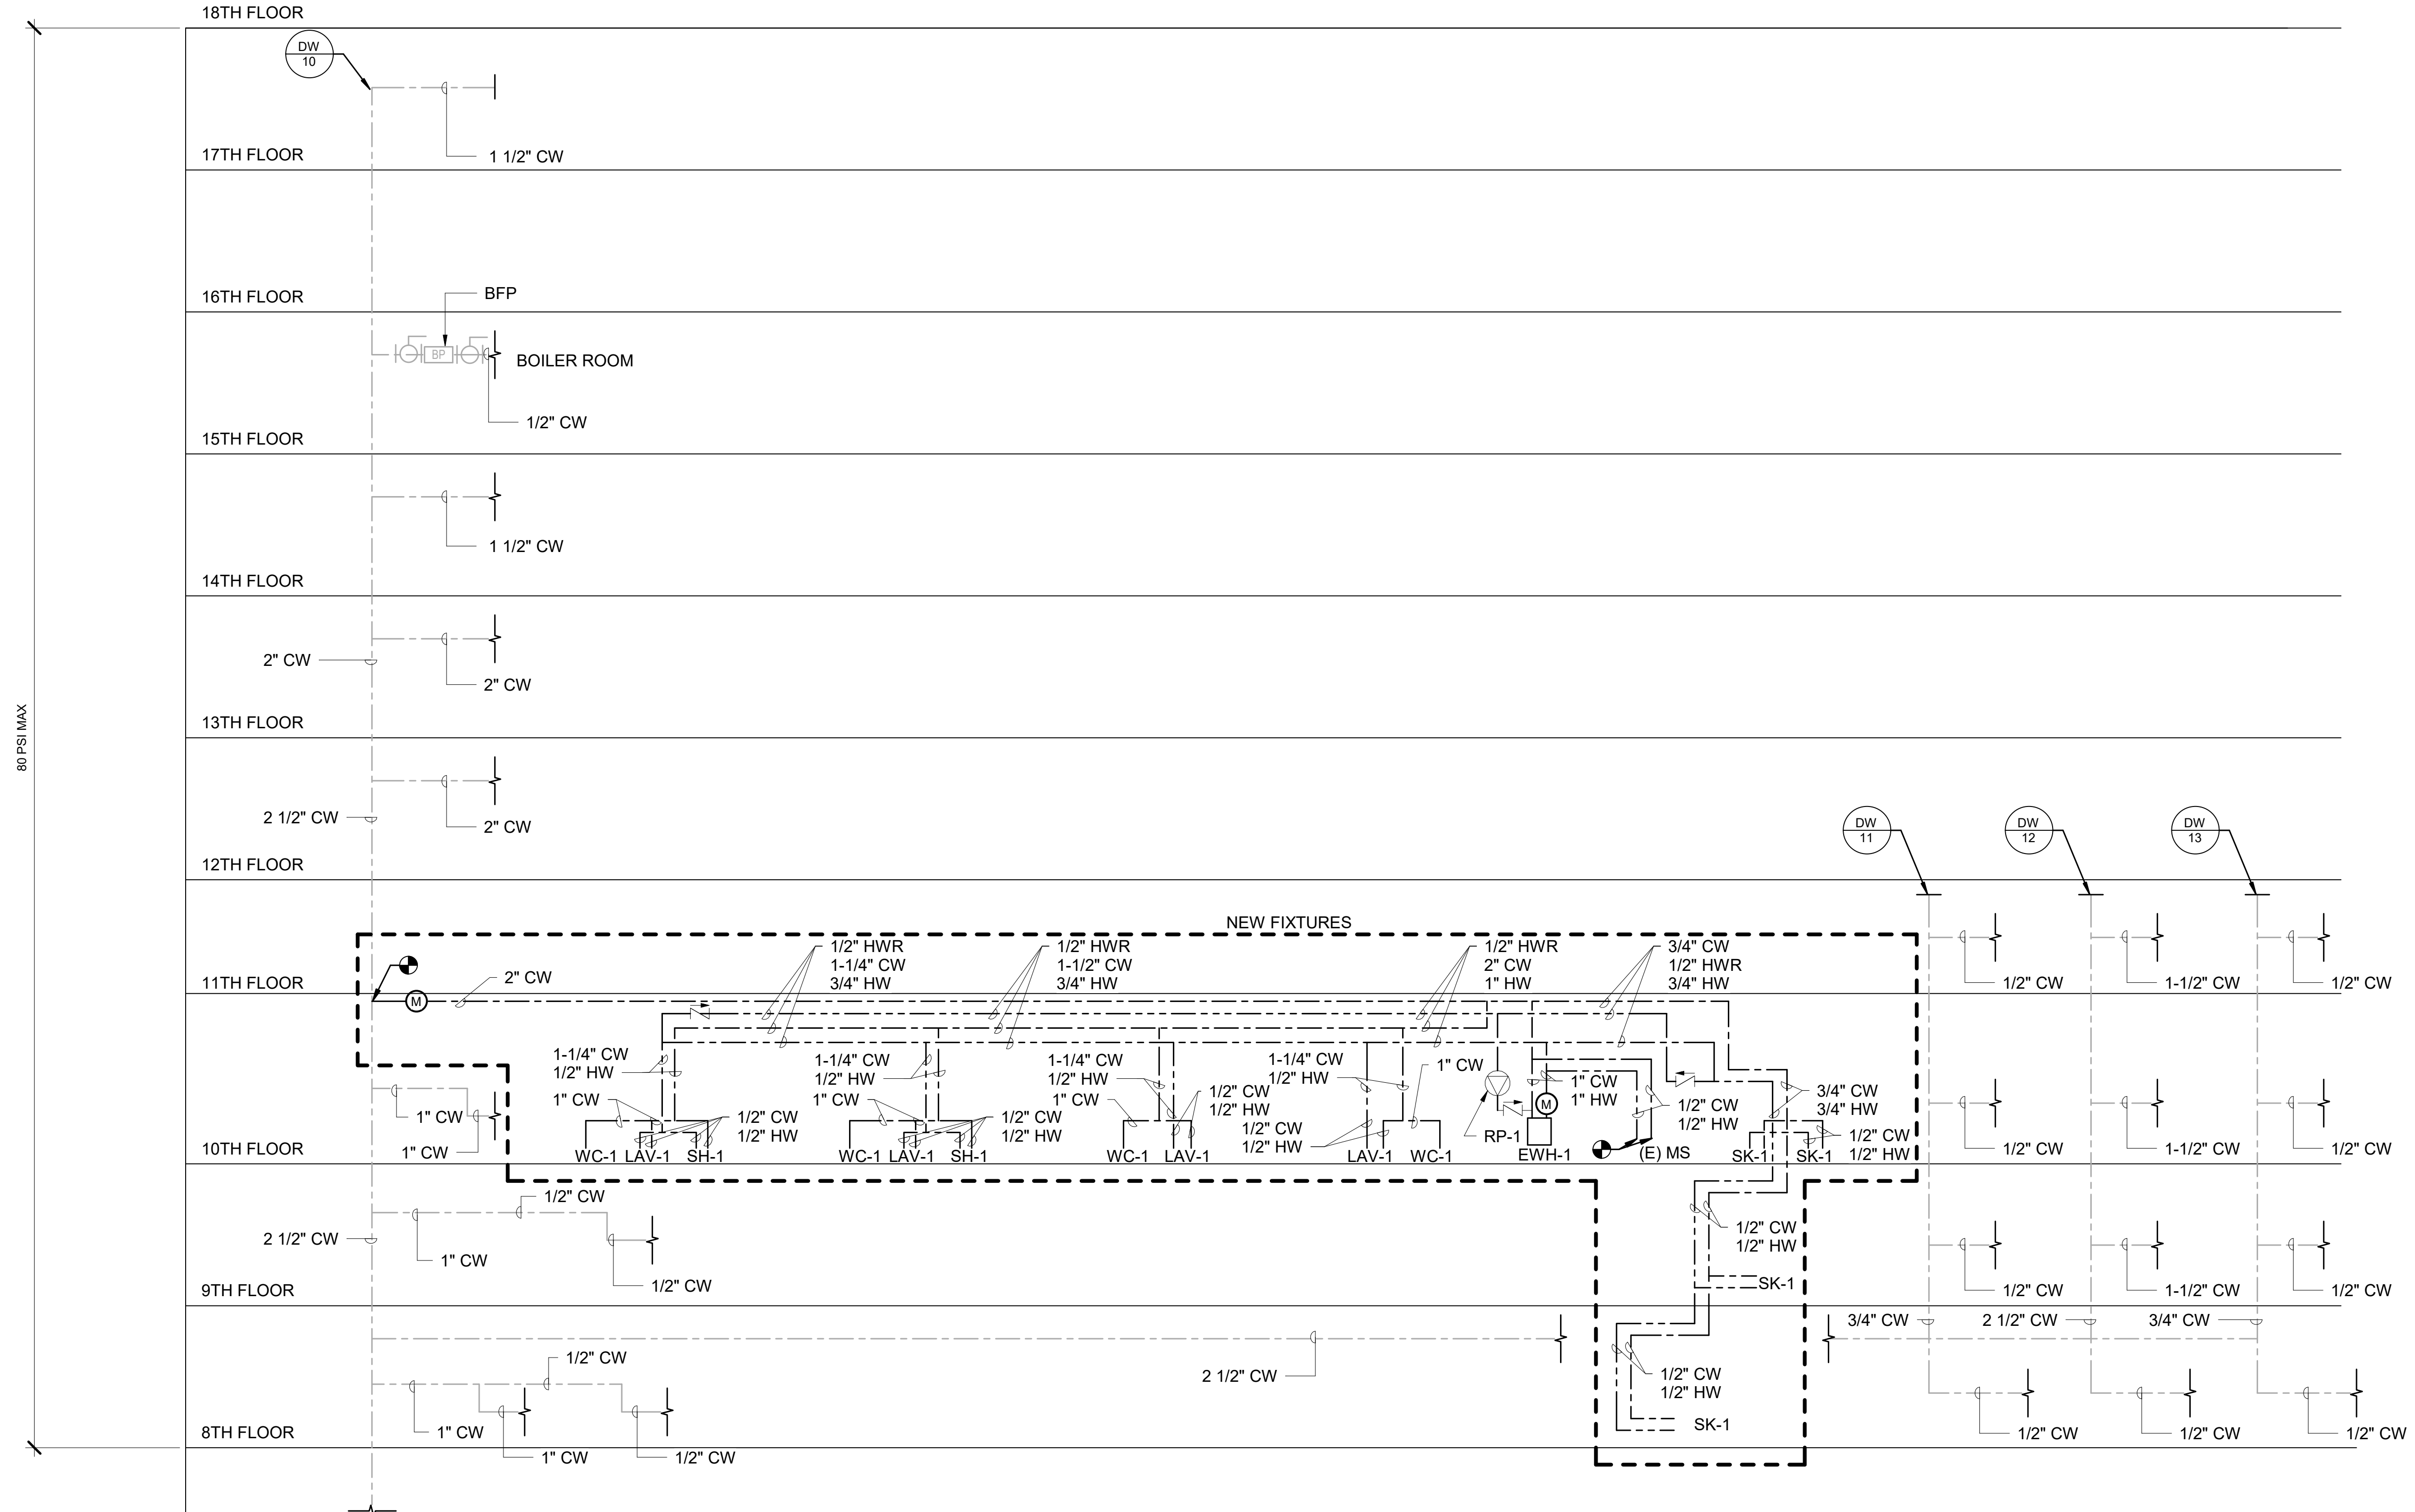 18TH FLOOR
DW
10
1 1/2" CW
17TH FLOOR
16TH FLOOR
BFP
BP
BOILER ROOM
1/2" CW
15TH FLOOR
1 1/2" CW
14TH FLOOR
2" CW
2" CW
80 PSI MAX
13TH FLOOR
2 1/2" CW
2" CW
DW
11
DW
12
DW
13
12TH FLOOR
NEW FIXTURES
1/2" HWR
1-1/4" CW
3/4" HW
1/2" HWR
1-1/2" CW
3/4" HW
1/2" HWR
2" CW
1" HW
3/4" CW
1/2" HWR
3/4" HW
11TH FLOOR
2" CW
M
1/2" CW
1-1/2" CW
1/2" CW
1-1/4" CW
1/2" HW
1-1/4" CW
1/2" HW
1-1/4" CW
1/2" HW
1-1/4" CW
1/2" HW
1" CW
1" CW
1" HW
M
3/4" CW
3/4" HW
1" CW
1" CW
1" CW
1/2" CW
1/2" HW
1/2" CW
1/2" HW
1" CW
1" CW
1/2" CW
1/2" HW
1/2" CW
1/2" HW
1/2" CW
1/2" HW
RP-1
1/2" CW
1/2" HW
10TH FLOOR
WC-1
LAV-1
SH-1
WC-1
LAV-1
SH-1
WC-1
LAV-1
LAV-1
WC-1
EWH-1
(E) MS
SK-1
SK-1
1/2" CW
1-1/2" CW
1/2" CW
1/2" CW
2 1/2" CW
1" CW
1/2" CW
1/2" CW
1/2" HW
SK-1
1/2" CW
1-1/2" CW
1/2" CW
9TH FLOOR
3/4" CW
2 1/2" CW
3/4" CW
1/2" CW
2 1/2" CW
1/2" CW
1/2" HW
SK-1
8TH FLOOR
1" CW
1" CW
1/2" CW
1/2" CW
1/2" CW
1/2" CW